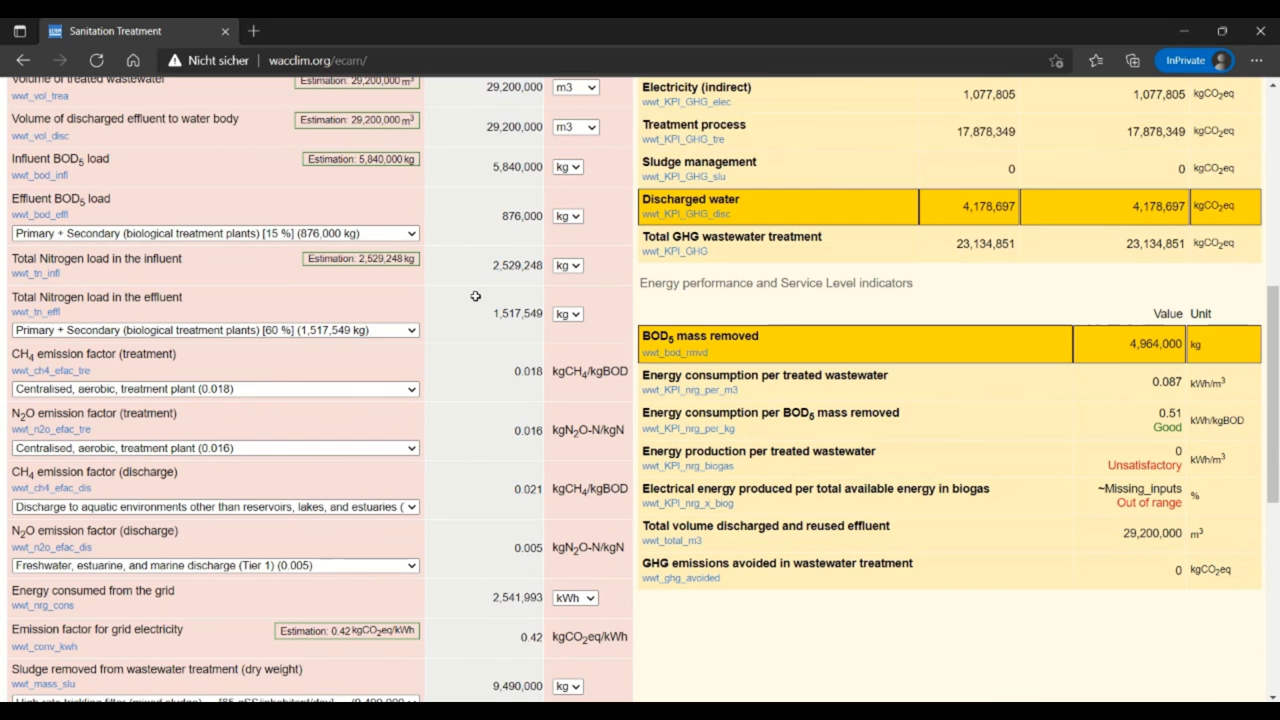 Sanitation Treatment
Nicht sicher
wacclim.org/ecam/
InPrivate
Volume of treated wastewater
Estimation: 29,200,000 m³
29,200,000
m3
wwt_vol_trea
Volume of discharged effluent to water body
Estimation: 29,200,000 m³
29,200,000
m3
wwt_vol_disc
Influent BOD₅ load
Estimation: 5,840,000 kg
5,840,000
kg
wwt_bod_infl
Effluent BOD₅ load
wwt_bod_effl
876,000
kg
Primary + Secondary (biological treatment plants) [15 %] (876,000 kg)
Total Nitrogen load in the influent
Estimation: 2,529,248 kg
2,529,248
kg
wwt_tn_infl
Total Nitrogen load in the effluent
wwt_tn_effl
1,517,549
kg
Primary + Secondary (biological treatment plants) [60 %] (1,517,549 kg)
CH₄ emission factor (treatment)
wwt_ch4_efac_tre
0.018
kgCH₄/kgBOD
Centralised, aerobic, treatment plant (0.018)
N₂O emission factor (treatment)
wwt_n2o_efac_tre
0.016
kgN₂O-N/kgN
Centralised, aerobic, treatment plant (0.016)
CH₄ emission factor (discharge)
wwt_ch4_efac_dis
0.021
kgCH₄/kgBOD
Discharge to aquatic environments other than reservoirs, lakes, and estuaries (
N₂O emission factor (discharge)
wwt_n2o_efac_dis
0.005
kgN₂O-N/kgN
Freshwater, estuarine, and marine discharge (Tier 1) (0.005)
Energy consumed from the grid
2,541,993
kWh
wwt_nrg_cons
Emission factor for grid electricity
Estimation: 0.42 kgCO₂eq/kWh
0.42
kgCO₂eq/kWh
wwt_conv_kwh
Sludge removed from wastewater treatment (dry weight)
wwt_mass_slu
9,490,000
kg
Electricity (indirect)
wwt_KPI_GHG_elec
1,077,805
1,077,805
kgCO₂eq
Treatment process
wwt_KPI_GHG_tre
17,878,349
17,878,349
kgCO₂eq
Sludge management
wwt_KPI_GHG_slu
0
0
kgCO₂eq
Discharged water
wwt_KPI_GHG_disc
4,178,697
4,178,697
kgCO₂eq
Total GHG wastewater treatment
wwt_KPI_GHG
23,134,851
23,134,851
kgCO₂eq
Energy performance and Service Level indicators
Value Unit
BOD₅ mass removed
wwt_bod_rmvd
4,964,000
kg
Energy consumption per treated wastewater
wwt_KPI_nrg_per_m3
0.087
kWh/m³
Energy consumption per BOD₅ mass removed
wwt_KPI_nrg_per_kg
0.51
Good
kWh/kgBOD
Energy production per treated wastewater
wwt_KPI_nrg_biogas
0
Unsatisfactory
kWh/m³
Electrical energy produced per total available energy in biogas
wwt_KPI_nrg_x_biog
~Missing_inputs
Out of range
%
Total volume discharged and reused effluent
wwt_total_m3
29,200,000
m³
GHG emissions avoided in wastewater treatment
wwt_ghg_avoided
0
kgCO₂eq